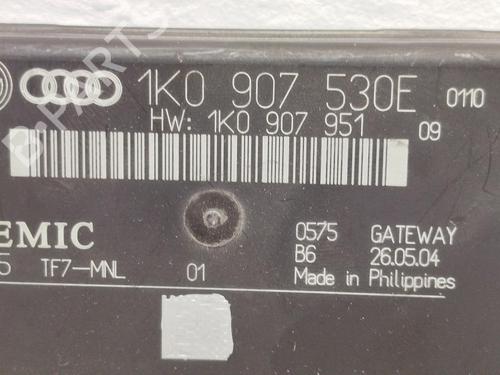 1K0 907 530E 0110
HW: 1K0 907 951 09
EMIC
5 TF7-MNL 01
0575 GATEWAY
B6 26.05.04
Made in Philippines